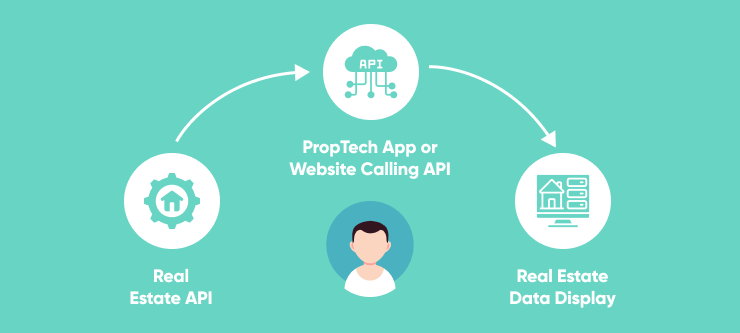 API
PropTech App or
Website Calling API
Real
Estate API
Real Estate
Data Display